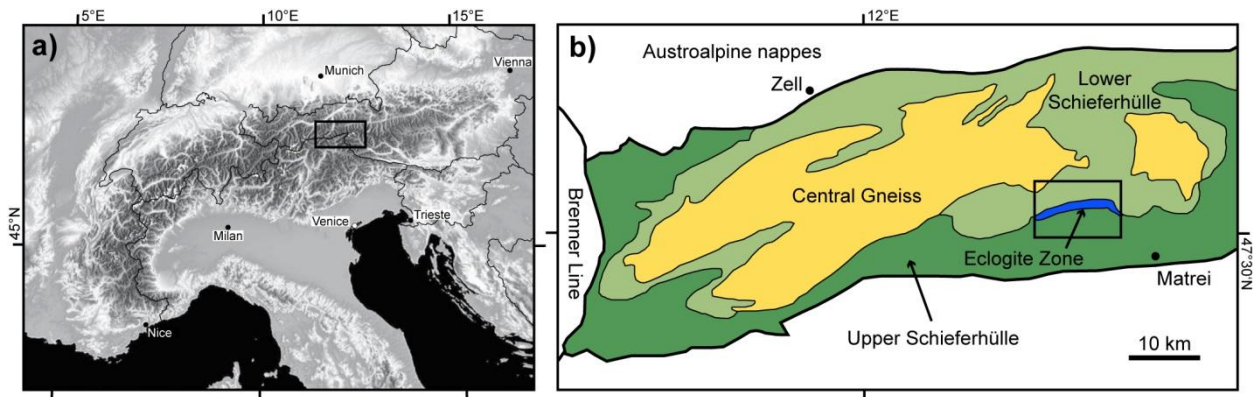 5°E
10°E
15°E
a)
Munich
Vienna
45°N
Milan
Venice
Trieste
Nice
12°E
b)
Austroalpine nappes
Zell
Lower
Schieferhülle
Central Gneiss
Brenner Line
Eclogite Zone
Matrei
Upper Schieferhülle
10 km
47°30'N